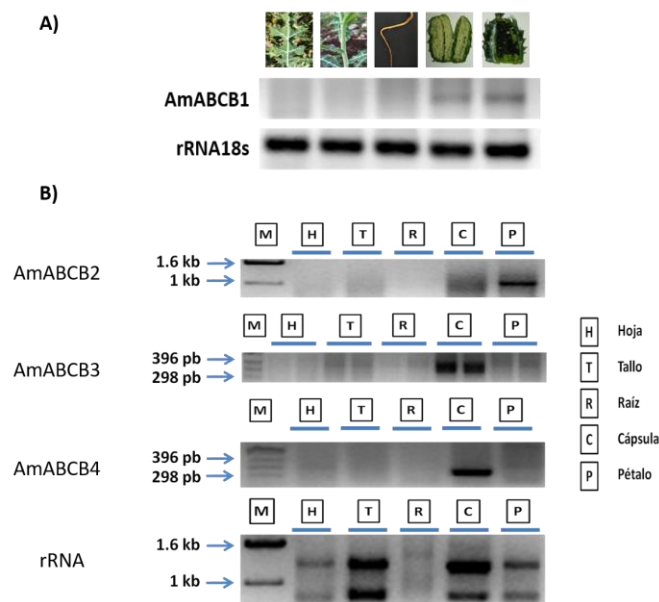 A)
AmABCB1
rRNA18s
B)
M H T R C P
1.6 kb
AmABCB2
1 kb
M H T R C P
396 pb
AmABCB3
298 pb
M H T R C P
396 pb
AmABCB4
298 pb
M H T R C P
1.6 kb
rRNA
1 kb
H Hoja
T Tallo
R Raíz
C Cápsula
P Pétalo